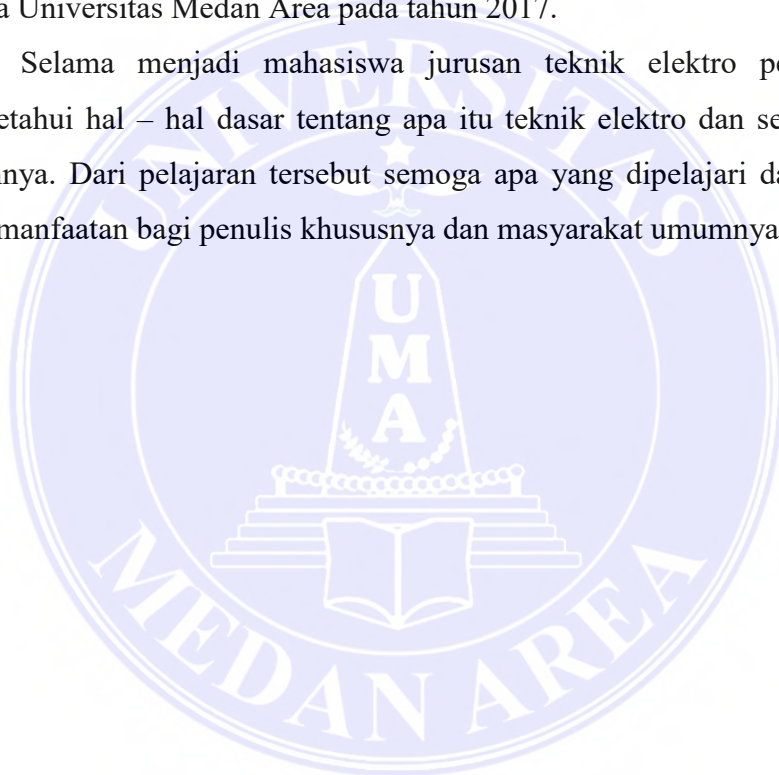 a Universitas Medan Area pada tahun 2017.
Selama menjadi mahasiswa jurusan teknik elektro pe
etahui hal – hal dasar tentang apa itu teknik elektro dan se
nnya. Dari pelajaran tersebut semoga apa yang dipelajari da
manfaatan bagi penulis khususnya dan masyarakat umumnya
UNIVERSITAS
U
M
A
MEDAN AREA